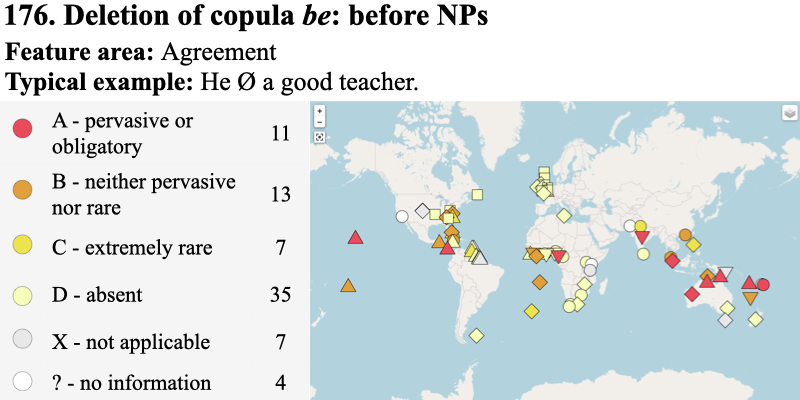 176. Deletion of copula be: before NPs
Feature area: Agreement
Typical example: He Ø a good teacher.
A - pervasive or
obligatory 11
B - neither pervasive
nor rare 13
C - extremely rare 7
D - absent 35
X - not applicable 7
? - no information 4
+
-